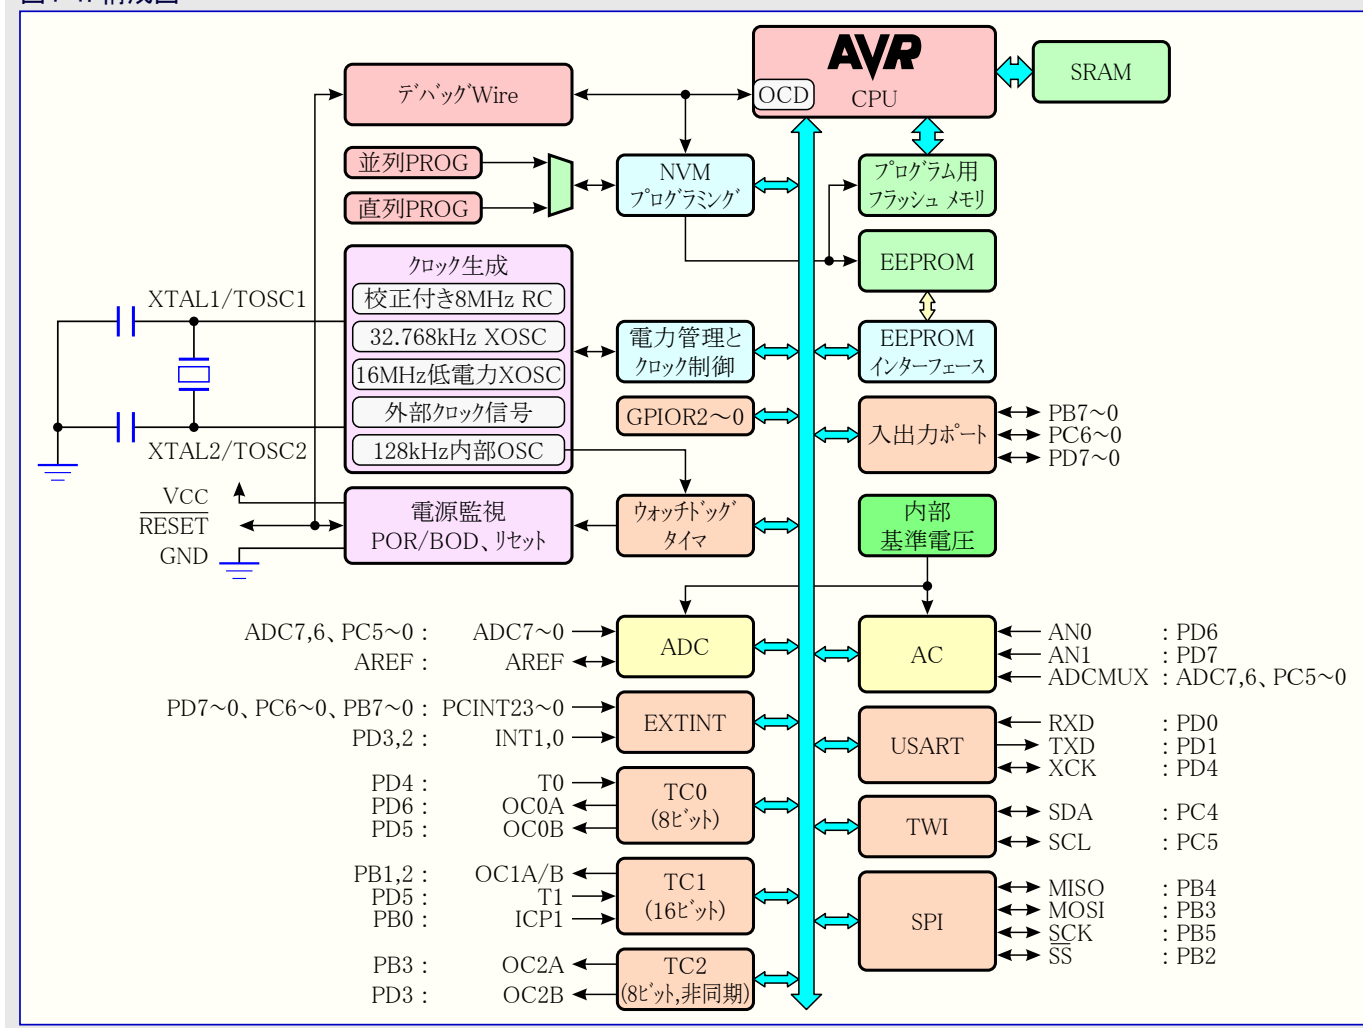 AVR
OCD
CPU
SRAM
デバッグWire
並列PROG
直列PROG
NVM
プログラミング
プログラム用
フラッシュ メモリ
EEPROM
クロック生成
校正付き8MHz RC
32.768kHz XOSC
16MHz低電力XOSC
外部クロック信号
128kHz内部OSC
XTAL1/TOSC1
XTAL2/TOSC2
電力管理と
クロック制御
EEPROM
インターフェース
GPIOR2～0
入出力ポート
PB7～0
PC6～0
PD7～0
VCC
RESET
GND
電源監視
POR/BOD、リセット
ウォッチドッグ
タイマ
内部
基準電圧
ADC7,6、PC5～0 : ADC7～0
AREF : AREF
ADC
AC
AN0 : PD6
AN1 : PD7
ADCMUX : ADC7,6、PC5～0
PD7～0、PC6～0、PB7～0 : PCINT23～0
PD3,2 : INT1,0
EXTINT
USART
RXD : PD0
TXD : PD1
XCK : PD4
PD4 : T0
PD6 : OC0A
PD5 : OC0B
TC0
(8ビット)
TWI
SDA : PC4
SCL : PC5
PB1,2 : OC1A/B
PD5 : T1
PB0 : ICP1
TC1
(16ビット)
SPI
MISO : PB4
MOSI : PB3
SCK : PB5
SS : PB2
PB3 : OC2A
PD3 : OC2B
TC2
(8ビット,非同期)